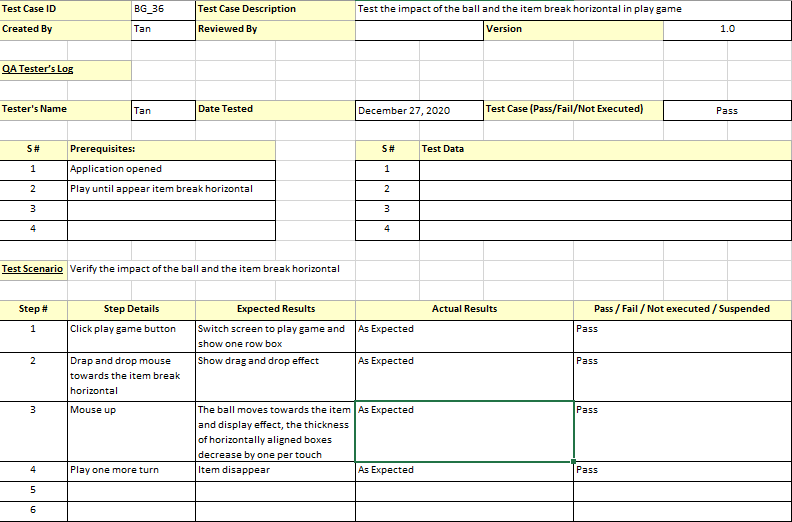 Test Case ID BG_36 Test Case Description Test the impact of the ball and the item break horizontal in play game
Created By Tan Reviewed By Version 1.0
QA Tester's Log
Tester's Name Tan Date Tested December 27, 2020 Test Case (Pass/Fail/Not Executed) Pass
S # Prerequisites: S # Test Data
1 Application opened 1
2 Play until appear item break horizontal 2
3 3
4 4
Test Scenario Verify the impact of the ball and the item break horizontal
Step # Step Details Expected Results Actual Results Pass / Fail / Not executed / Suspended
1 Click play game button Switch screen to play game and As Expected Pass
show one row box
2 Drap and drop mouse Show drag and drop effect As Expected Pass
towards the item break
horizontal
3 Mouse up The ball moves towards the item As Expected Pass
and display effect, the thickness
of horizontally aligned boxes
decrease by one per touch
4 Play one more turn Item disappear As Expected Pass
5
6